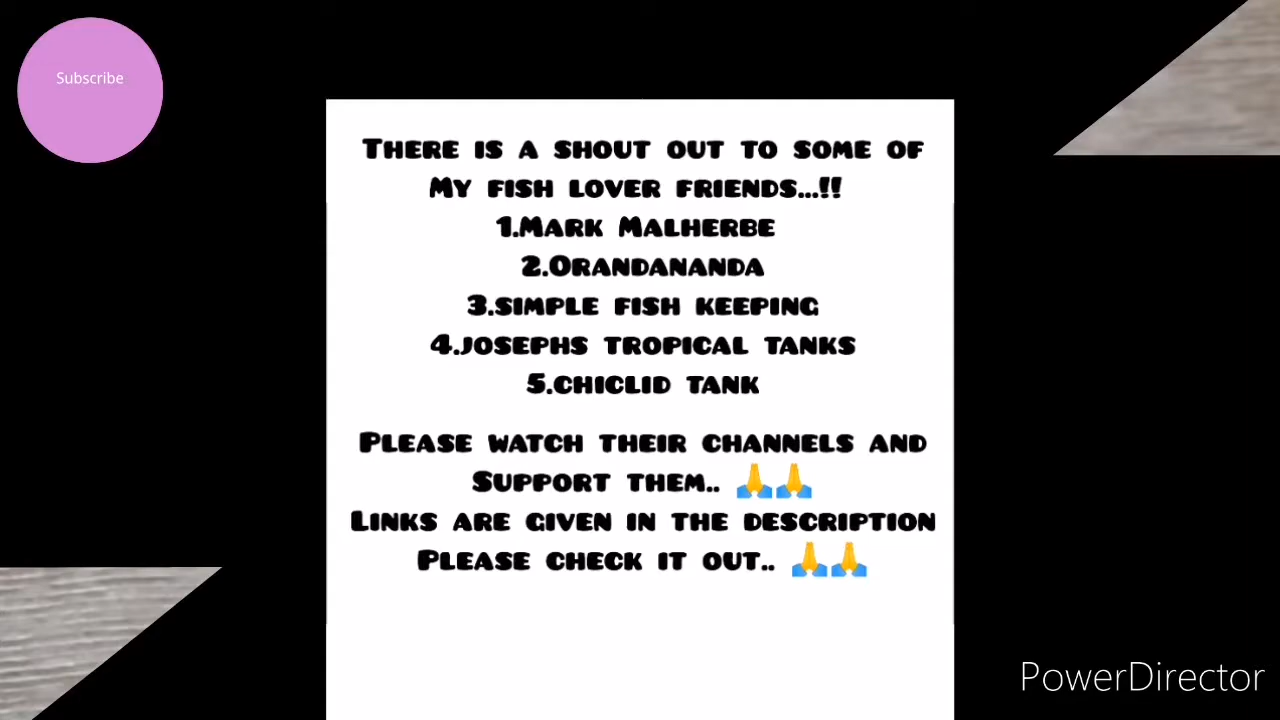 Subscribe
THERE IS A SHOUT OUT TO SOME OF
MY FISH LOVER FRIENDS...!!
1.MARK MALHERBE
2.ORANDANANDA
3.SIMPLE FISH KEEPING
4.JOSEPHS TROPICAL TANKS
5.CHICLID TANK
PLEASE WATCH THEIR CHANNELS AND
SUPPORT THEM.. 🙏🙏
LINKS ARE GIVEN IN THE DESCRIPTION
PLEASE CHECK IT OUT.. 🙏🙏
PowerDirector